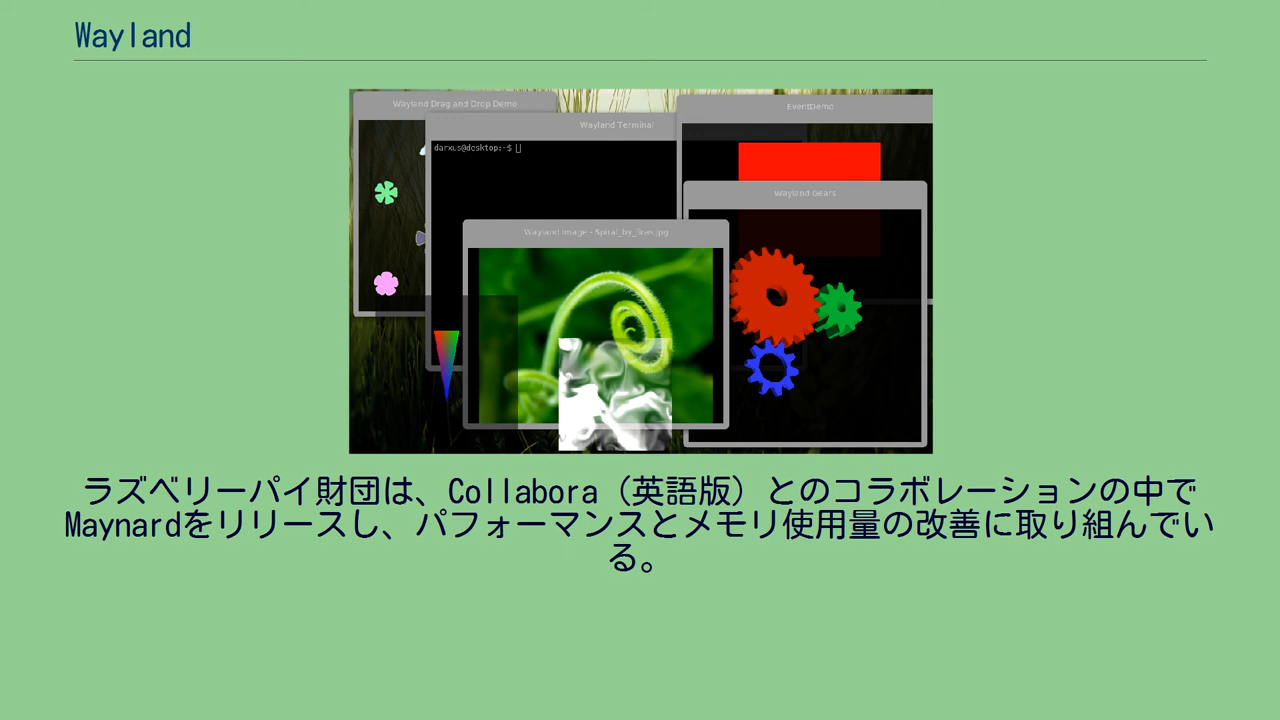 Wayland
Wayland Drag and Drop Demo
EventDemo
Wayland Terminal
darxus@desktop:~$
Wayland Gears
Wayland Image - Spiral_by_ jpg
ラズベリーパイ財団は、Collabora（英語版）とのコラボレーションの中で
Maynardをリリースし、パフォーマンスとメモリ使用量の改善に取り組んでい
る。